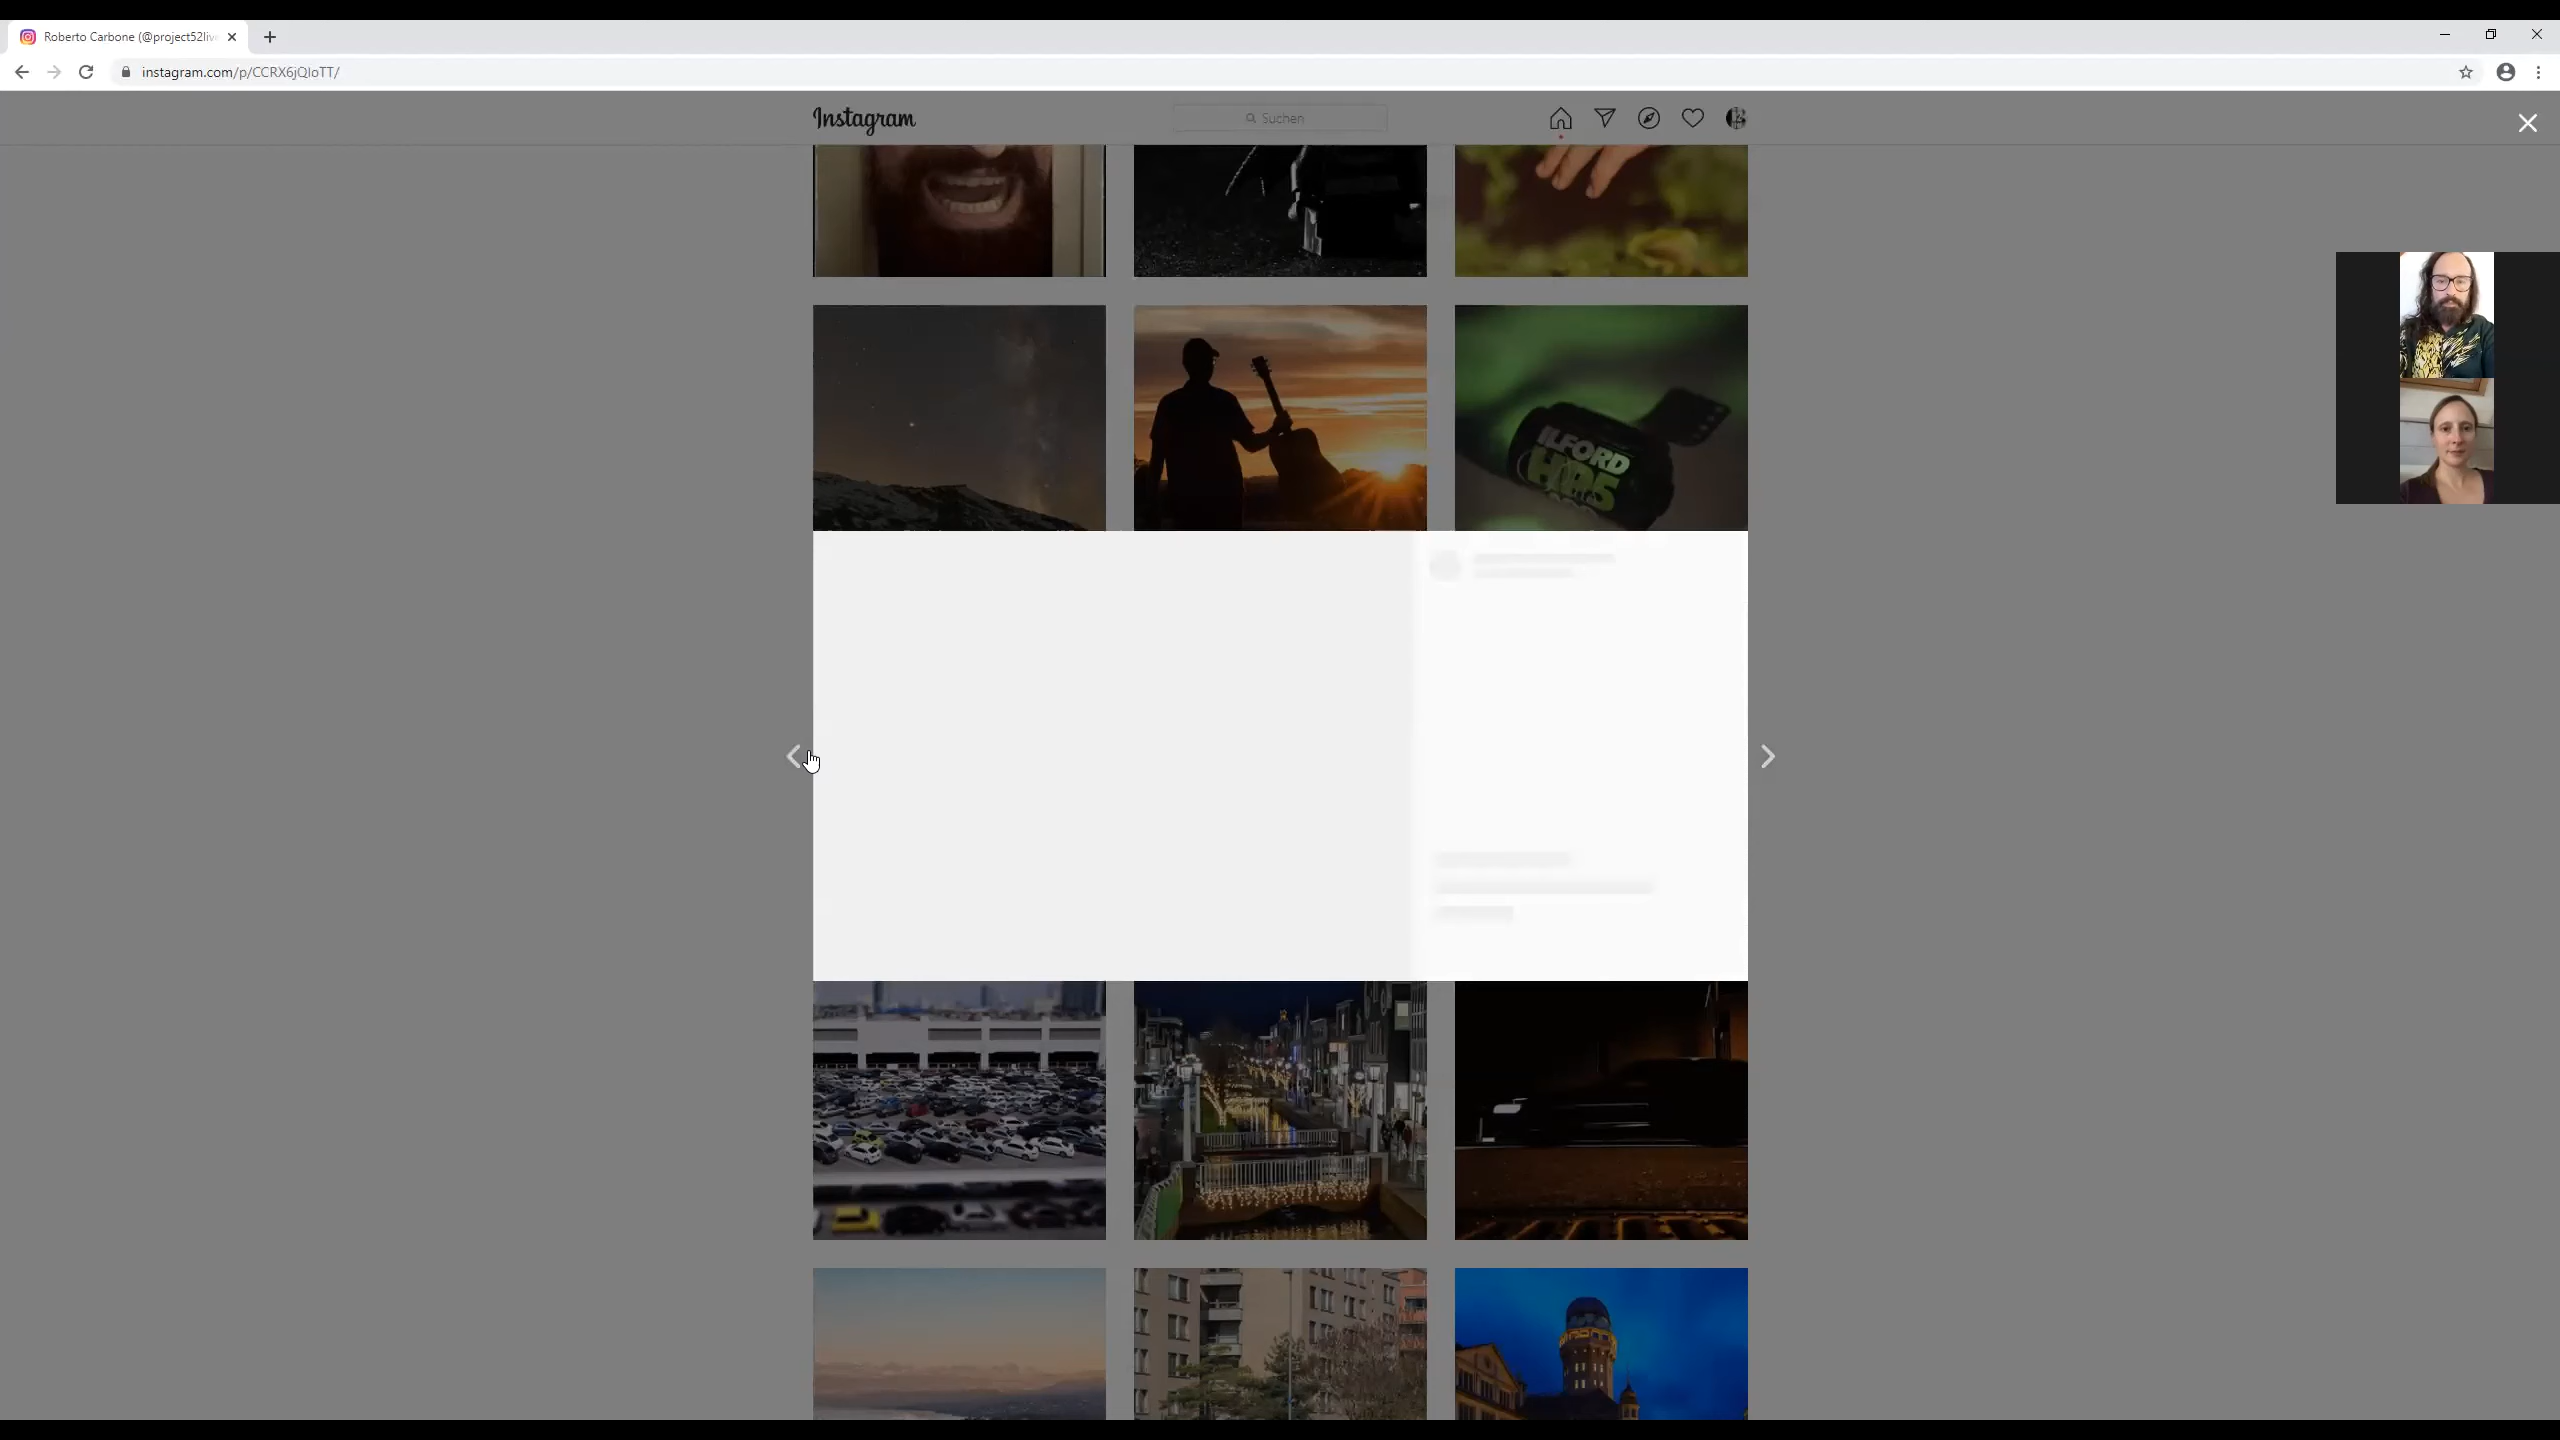 Roberto Carbone (@project52liv
instagram.com/p/CCRX6jQIoTT/
Instagram
Suchen
ILFORD
HP5